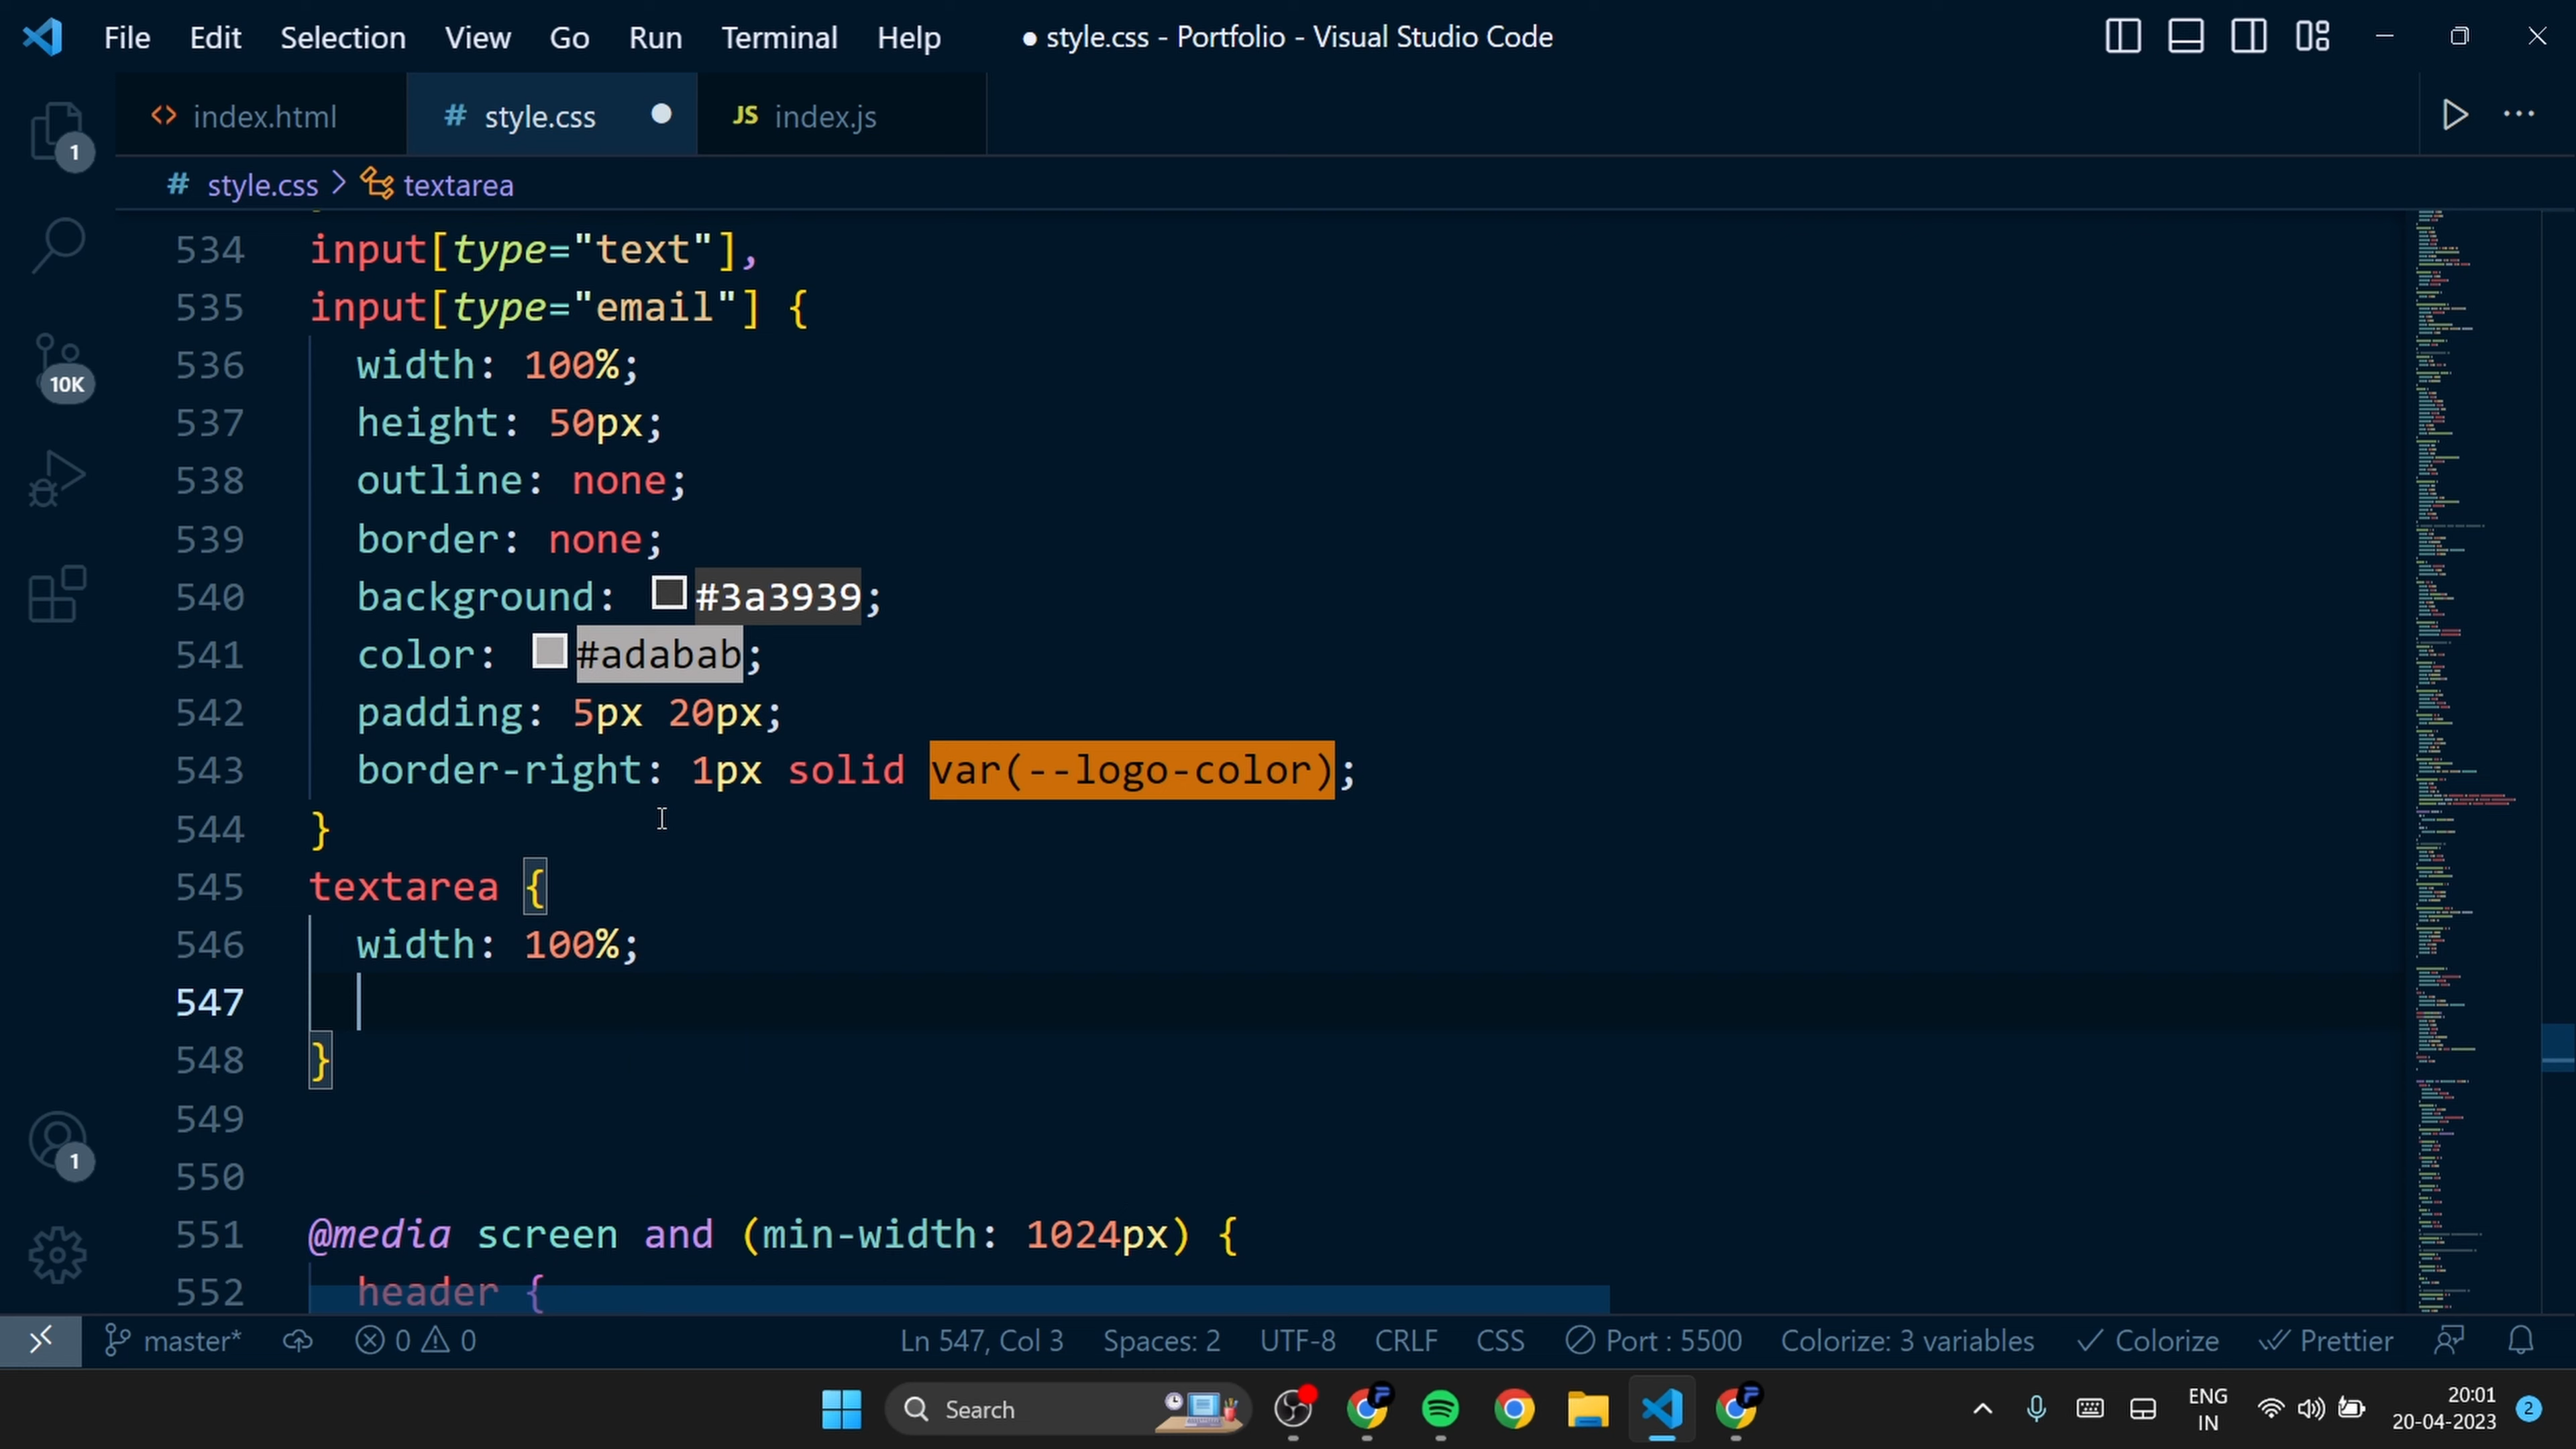 File Edit Selection View Go Run Terminal Help ● style.css - Portfolio - Visual Studio Code
<> index.html # style.css JS index.js
# style.css > textarea
1
10K
1
534 input[type="text"],
535 input[type="email"] {
536 width: 100%;
537 height: 50px;
538 outline: none;
539 border: none;
540 background: #3a3939;
541 color: #adabab;
542 padding: 5px 20px;
543 border-right: 1px solid var(--logo-color);
544 }
545 textarea {
546 width: 100%;
547
548 }
549
550
551 @media screen and (min-width: 1024px) {
552 header {
master* 0 0 Ln 547, Col 3 Spaces: 2 UTF-8 CRLF CSS Port : 5500 Colorize: 3 variables Colorize Prettier
Search ENG 20:01
IN 20-04-2023 2